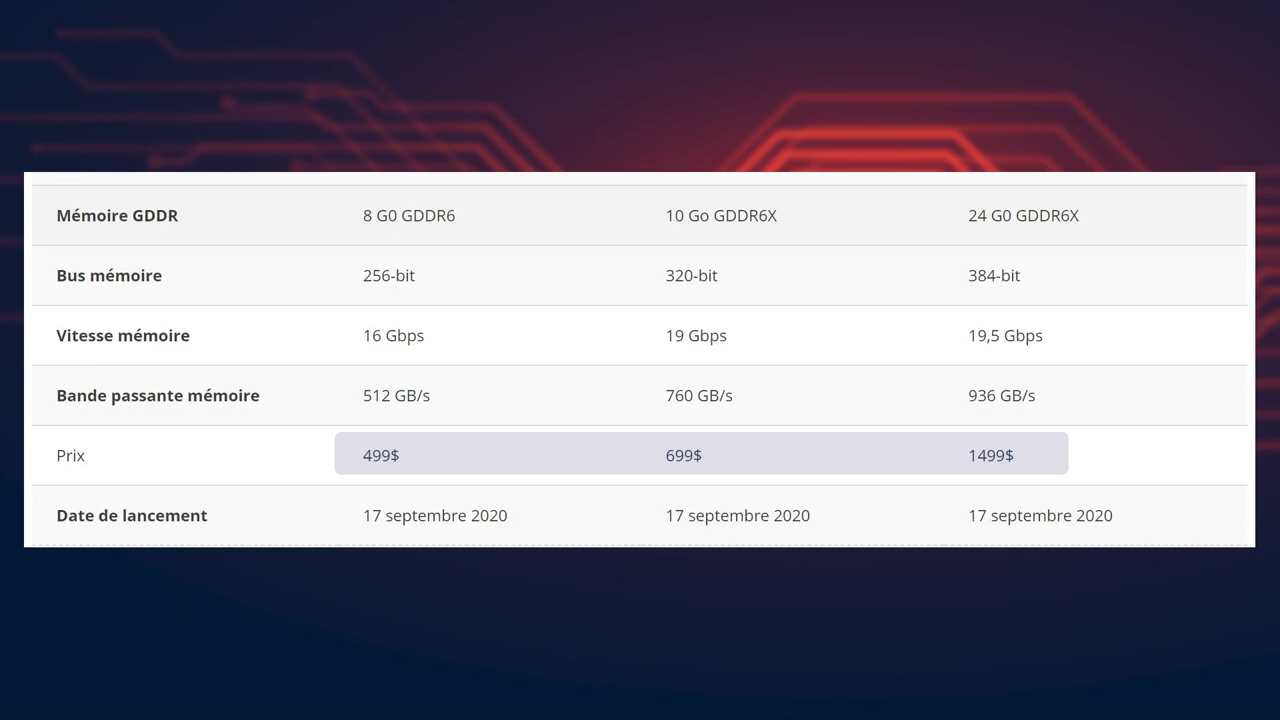 Mémoire GDDR 8 G0 GDDR6 10 Go GDDR6X 24 G0 GDDR6X
Bus mémoire 256-bit 320-bit 384-bit
Vitesse mémoire 16 Gbps 19 Gbps 19,5 Gbps
Bande passante mémoire 512 GB/s 760 GB/s 936 GB/s
Prix 499$ 699$ 1499$
Date de lancement 17 septembre 2020 17 septembre 2020 17 septembre 2020